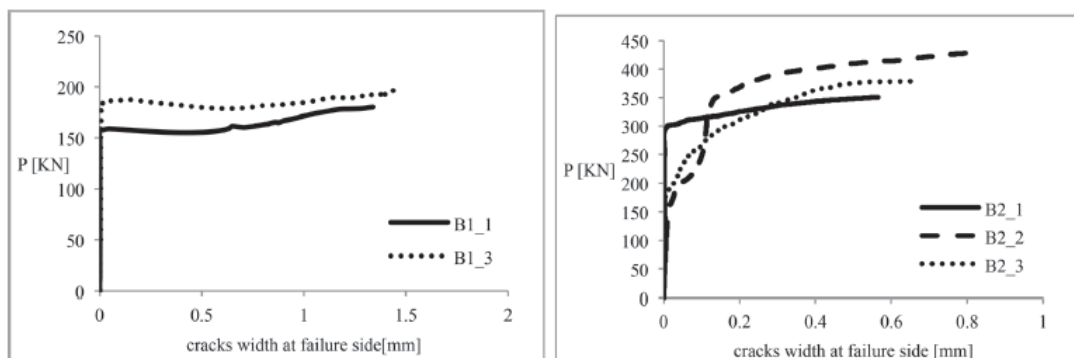 250
200
150
P [KN]
100
50
0
B1_1
B1_3
0 0.5 1 1.5 2
cracks width at failure side[mm]
450
400
350
300
250
P [KN]
200
150
100
50
0
B2_1
B2_2
B2_3
0 0.2 0.4 0.6 0.8 1
cracks width at failure side [mm]